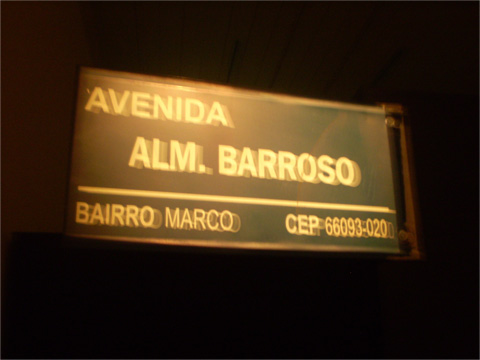 AVENIDA
ALM. BARROSO
BAIRRO MARCO CEP 66093-020